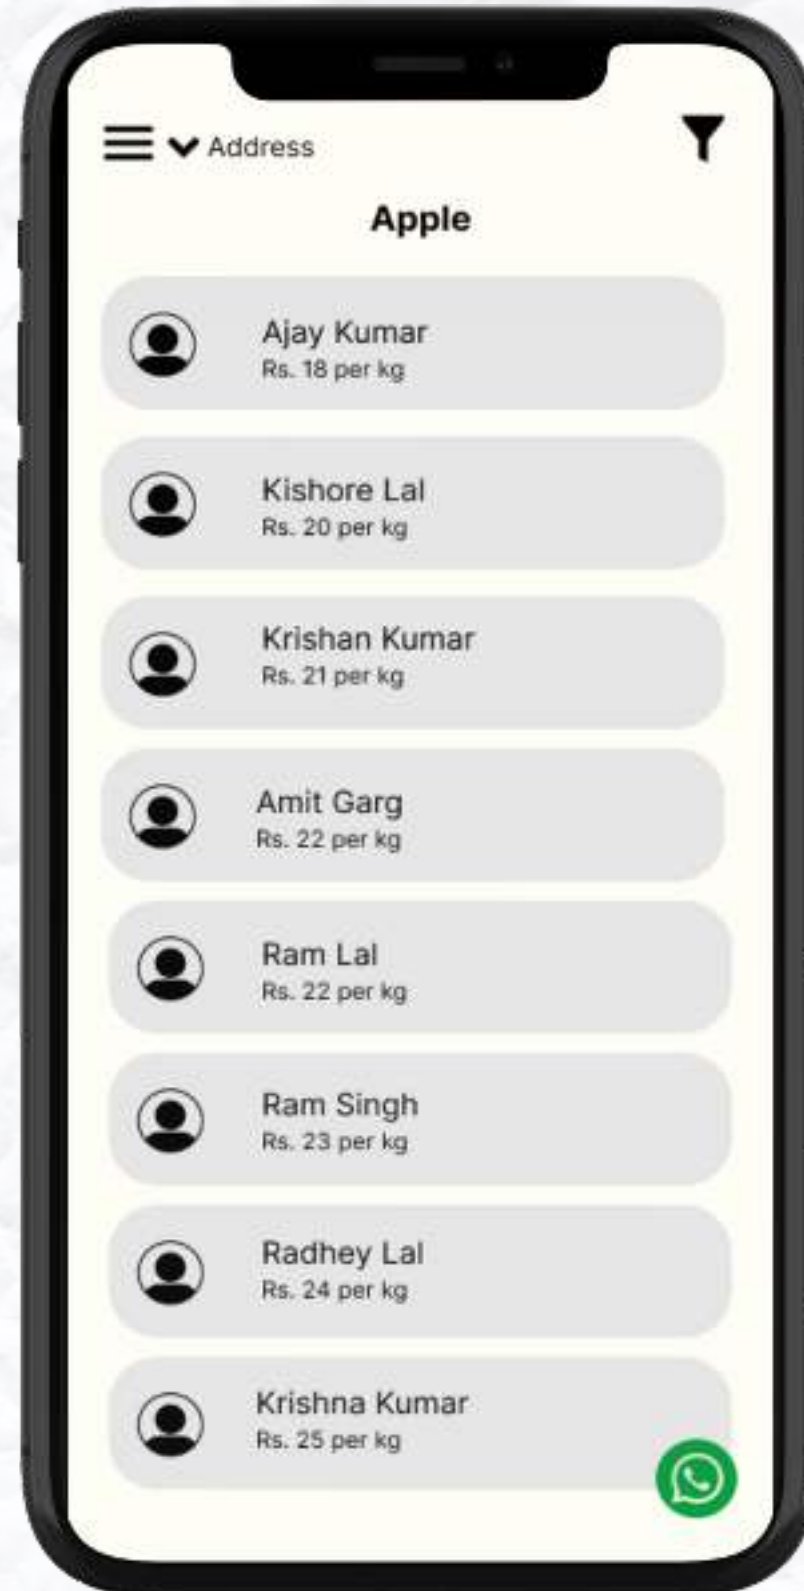 Address
Apple
Ajay Kumar
Rs. 18 per kg
Kishore Lal
Rs. 20 per kg
Krishan Kumar
Rs. 21 per kg
Amit Garg
Rs. 22 per kg
Ram Lal
Rs. 22 per kg
Ram Singh
Rs. 23 per kg
Radhey Lal
Rs. 24 per kg
Krishna Kumar
Rs. 25 per kg